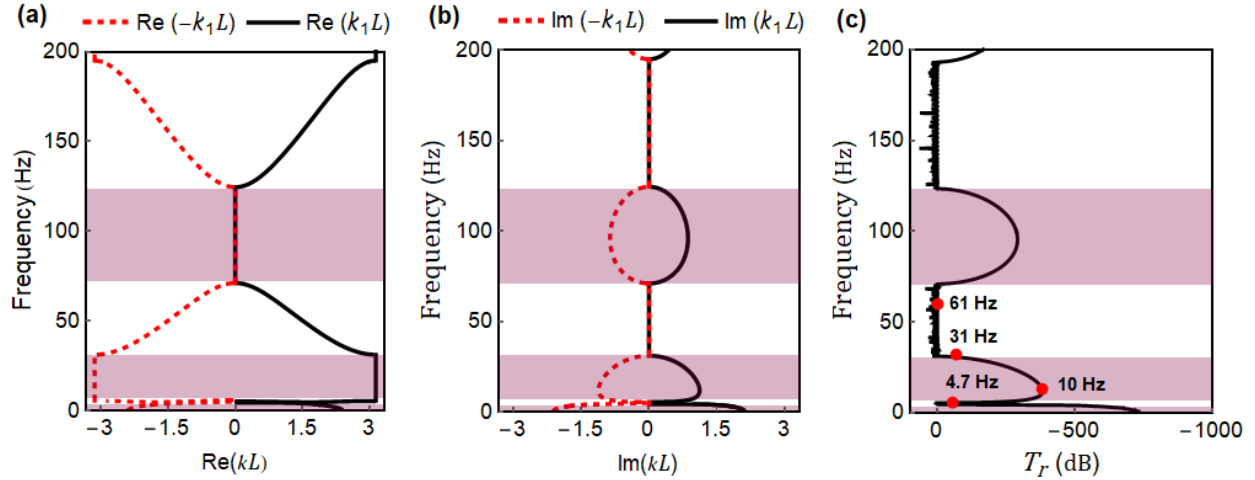 (a) Re (−k₁L) Re (k₁L)
200
150
100
50
0
Frequency (Hz)
−3 −1.5 0 1.5 3
Re(kL)
(b) Im (−k₁L) Im (k₁L)
200
150
100
50
0
Frequency (Hz)
−3 −1.5 0 1.5 3
Im(kL)
(c)
200
150
100
50
0
Frequency (Hz)
61 Hz
31 Hz
4.7 Hz 10 Hz
0 −500 −1000
Tᵣ (dB)